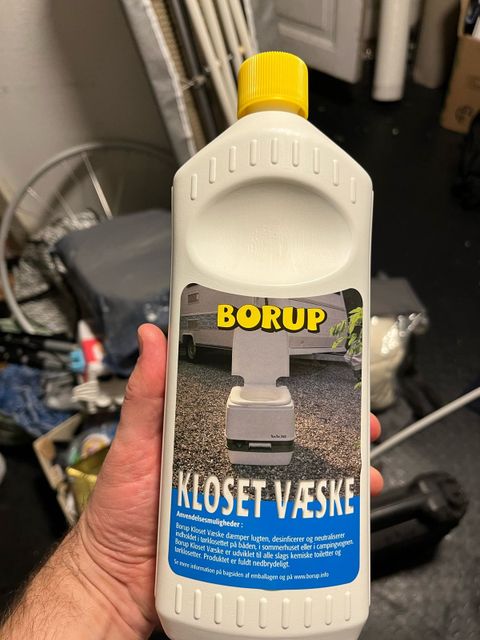 BORUP
KLOSET VÆSKE
Anvendelsesmuligheder :
Borup Kloset Væske dæmper lugten, desinficerer og neutraliserer
indholdet i tørklosettet på båden, i sommerhuset eller i campingvognen.
Borup Kloset Væske er udviklet til alle slags kemiske toiletter og
tørklosetter. Produktet er fuldt nedbrydeligt.
Se mere information på bagsiden af emballagen og på www.borup.info